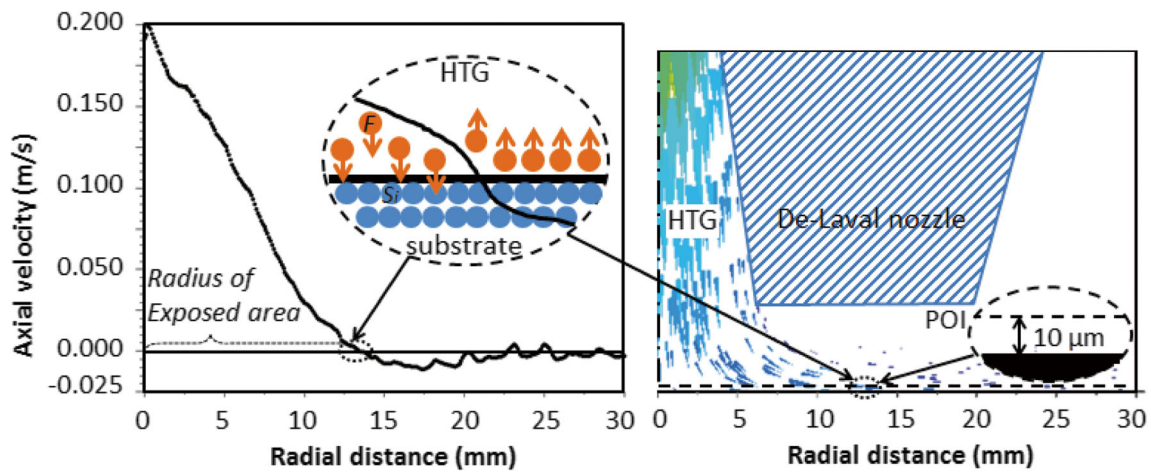 0.200
0.150
0.100
0.050
0.000
-0.025
Axial velocity (m/s)
HTG
F
Si
substrate
Radius of
Exposed area
0 5 10 15 20 25 30
Radial distance (mm)
HTG
De-Laval nozzle
POI
10 μm
0 5 10 15 20 25 30
Radial distance (mm)